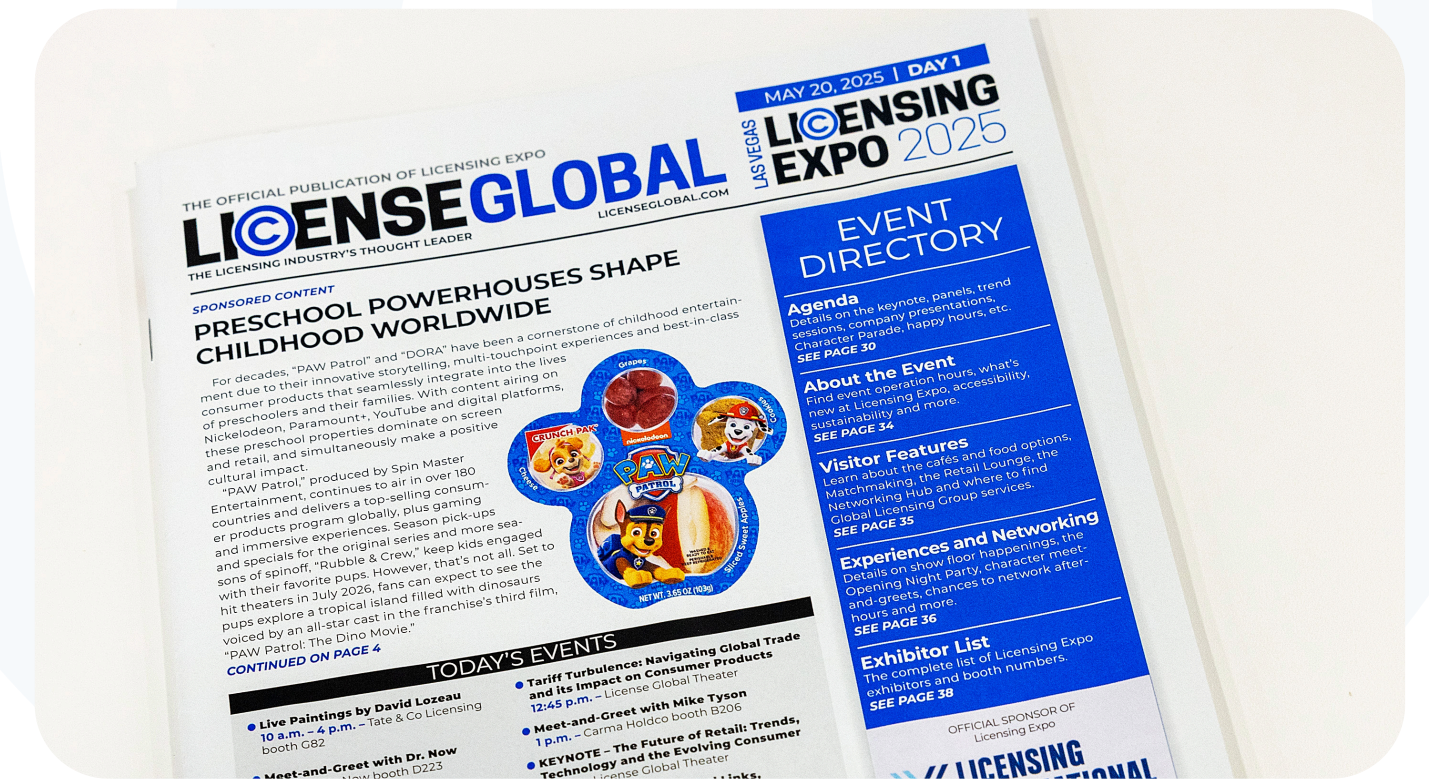 THE OFFICIAL PUBLICATION OF LICENSING EXPO
LICENSE GLOBAL
THE LICENSING INDUSTRY'S THOUGHT LEADER
LICENSEGLOBAL.COM
MAY 20, 2025 | DAY 1
LAS VEGAS
LICENSING
EXPO 2025
SPONSORED CONTENT
PRESCHOOL POWERHOUSES SHAPE
CHILDHOOD WORLDWIDE
For decades, “PAW Patrol” and “DORA” have been a cornerstone of childhood entertain-
ment due to their innovative storytelling, multi-touchpoint experiences and best-in-class
consumer products that seamlessly integrate into the lives
of preschoolers and their families. With content airing on
Nickelodeon, Paramount+, YouTube and digital platforms,
these preschool properties dominate on screen
and retail, and simultaneously make a positive
cultural impact.
“PAW Patrol,” produced by Spin Master
Entertainment, continues to air in over 180
countries and delivers a top-selling consum-
er products program globally, plus gaming
and immersive experiences. Season pick-ups
and specials for the original series and more sea-
sons of spinoff, “Rubble & Crew,” keep kids engaged
with their favorite pups. However, that's not all. Set to
hit theaters in July 2026, fans can expect to see the
pups explore a tropical island filled with dinosaurs
voiced by an all-star cast in the franchise's third film,
“PAW Patrol: The Dino Movie.”
CONTINUED ON PAGE 4
Grapes
Cookies
CRUNCH PAK
Cheese
nickelodeon
PAW
PATROL
Sliced Sweet Apples
NET WT. 3.65 OZ (103g)
TODAY'S EVENTS
Live Paintings by David Lozeau
10 a.m. – 4 p.m. – Tate & Co Licensing
booth G82
Meet-and-Greet with Dr. Now
Now booth D223
Tariff Turbulence: Navigating Global Trade
and its Impact on Consumer Products
12:45 p.m. – License Global Theater
Meet-and-Greet with Mike Tyson
1 p.m. – Carma Holdco booth B206
KEYNOTE – The Future of Retail: Trends,
Technology and the Evolving Consumer
License Global Theater
Links,
EVENT
DIRECTORY
Agenda
Details on the keynote, panels, trend
sessions, company presentations,
Character Parade, happy hours, etc.
SEE PAGE 30
About the Event
Find event operation hours, what's
new at Licensing Expo, accessibility,
sustainability and more.
SEE PAGE 34
Visitor Features
Learn about the cafés and food options,
Matchmaking, the Retail Lounge, the
Networking Hub and where to find
Global Licensing Group services.
SEE PAGE 35
Experiences and Networking
Details on show floor happenings, the
Opening Night Party, character meet-
and-greets, chances to network after-
hours and more.
SEE PAGE 36
Exhibitor List
The complete list of Licensing Expo
exhibitors and booth numbers.
SEE PAGE 38
OFFICIAL SPONSOR OF
Licensing Expo
LICENSING